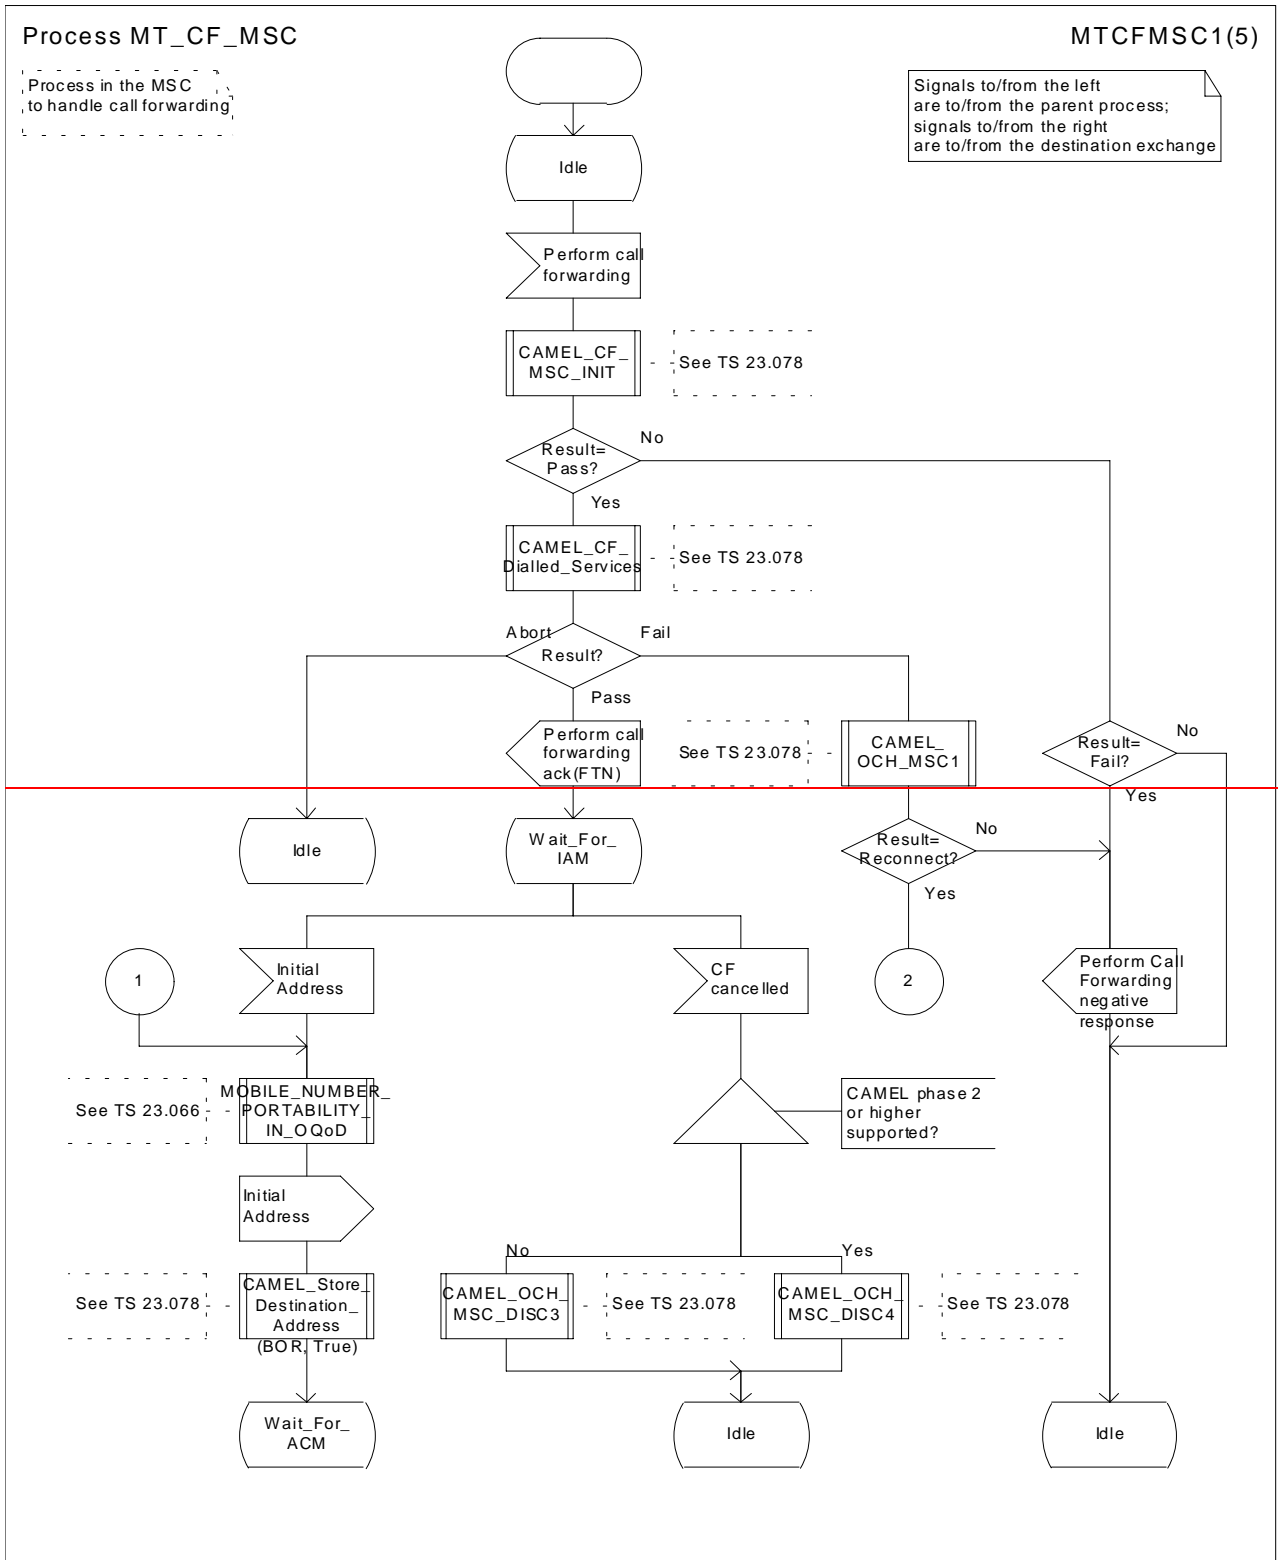 Process MT_CF_MSC
MTCFMSC1(5)
Process in the MSC
to handle call forwarding
Signals to/from the left
are to/from the parent process;
signals to/from the right
are to/from the destination exchange
Idle
Perform call
forwarding
CAMEL_CF_
MSC_INIT
See TS 23.078
Result=
Pass?
No
Yes
CAMEL_CF_
Dialled_Services
See TS 23.078
Abort
Result?
Fail
Pass
Perform call
forwarding
ack(FTN)
See TS 23.078
CAMEL_
OCH_MSC1
Result=
Fail?
No
Yes
Idle
Wait_For_
IAM
Result=
Reconnect?
No
Yes
1
Initial
Address
CF
cancelled
2
Perform Call
Forwarding
negative
response
See TS 23.066
MOBILE_NUMBER_
PORTABILITY_
IN_OQoD
CAMEL phase 2
or higher
supported?
Initial
Address
No
Yes
See TS 23.078
CAMEL_Store_
Destination_
Address
(BOR, True)
CAMEL_OCH_
MSC_DISC3
See TS 23.078
CAMEL_OCH_
MSC_DISC4
See TS 23.078
Wait_For_
ACM
Idle
Idle